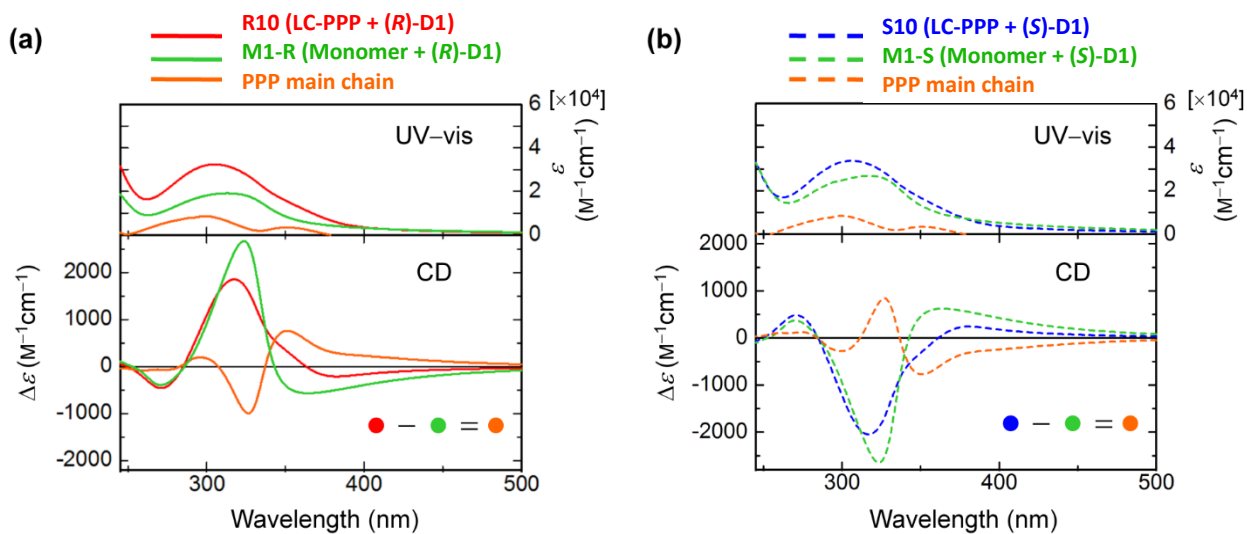 (a)
R10 (LC-PPP + (R)-D1)
M1-R (Monomer + (R)-D1)
PPP main chain
UV–vis
6 [×10⁴]
4
2
0
ε
(M⁻¹cm⁻¹)
CD
2000
1000
0
-1000
-2000
Δε (M⁻¹cm⁻¹)
– =
300 400 500
Wavelength (nm)
(b)
S10 (LC-PPP + (S)-D1)
M1-S (Monomer + (S)-D1)
PPP main chain
UV–vis
6 [×10⁴]
4
2
0
ε
(M⁻¹cm⁻¹)
CD
2000
1000
0
-1000
-2000
Δε (M⁻¹cm⁻¹)
– =
300 400 500
Wavelength (nm)